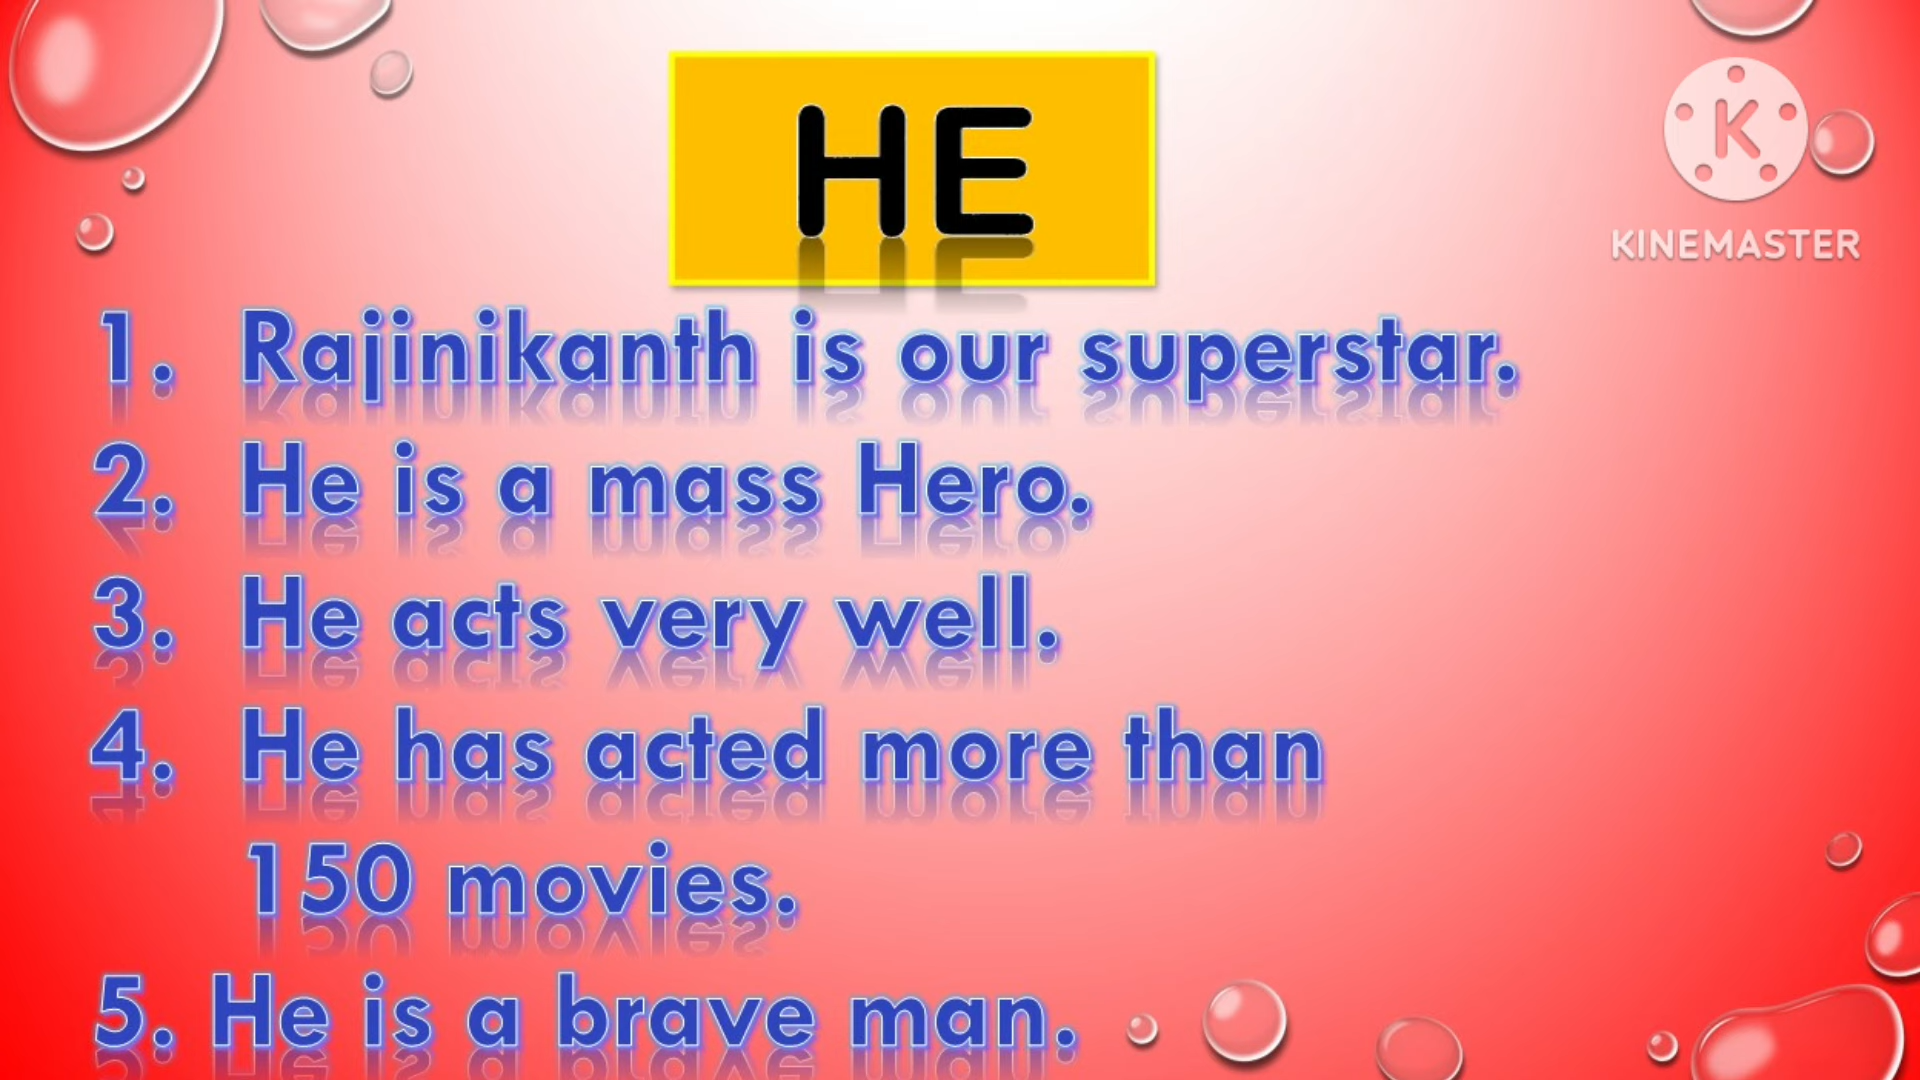 HE
K
KINEMASTER
1. Rajinikanth is our superstar.
2. He is a mass Hero.
3. He acts very well.
4. He has acted more than
150 movies.
5. He is a brave man.